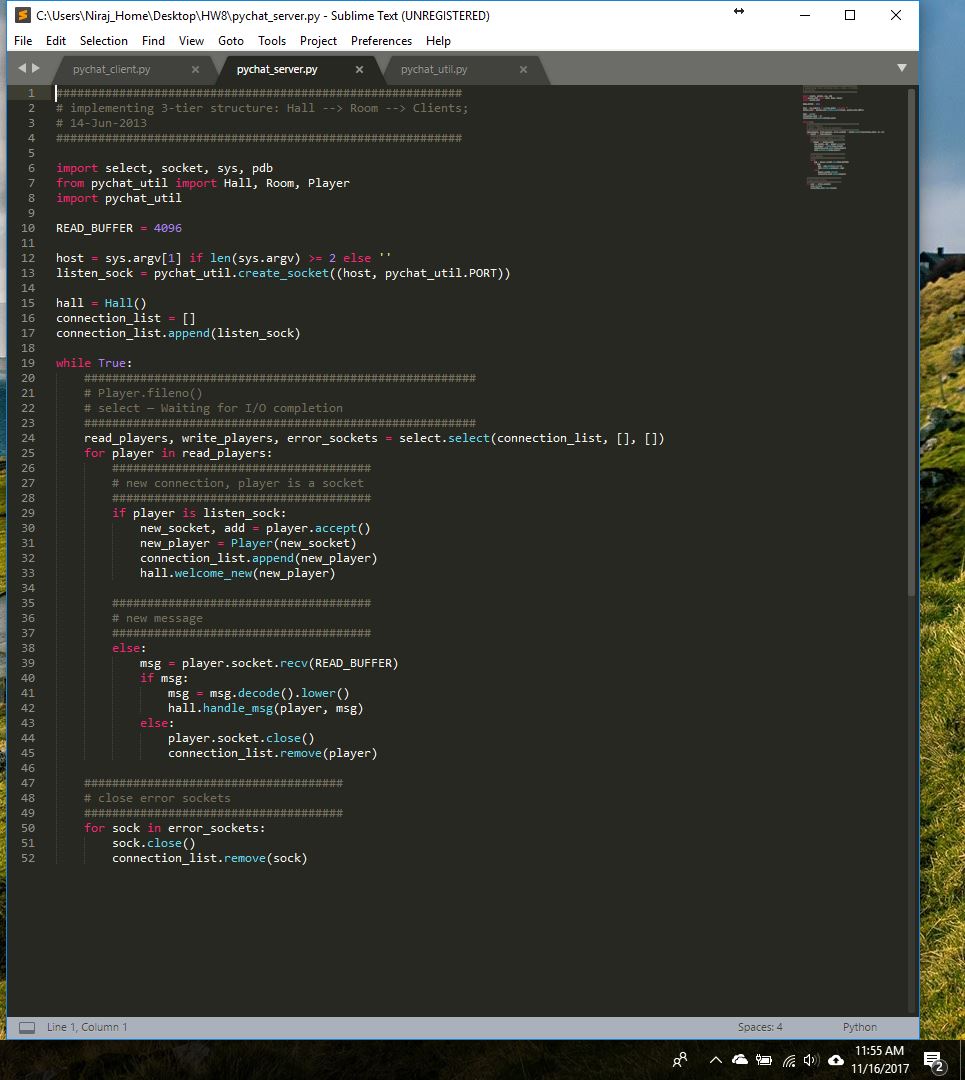 C:\Users\Niraj_Home\Desktop\HW8\pychat_server.py - Sublime Text (UNREGISTERED)
File Edit Selection Find View Goto Tools Project Preferences Help
pychat_client.py pychat_server.py pychat_util.py
1 ##########################################################
2 # implementing 3-tier structure: Hall --> Room --> Clients;
3 # 14-Jun-2013
4 ##########################################################
5
6 import select, socket, sys, pdb
7 from pychat_util import Hall, Room, Player
8 import pychat_util
9
10 READ_BUFFER = 4096
11
12 host = sys.argv[1] if len(sys.argv) >= 2 else ''
13 listen_sock = pychat_util.create_socket((host, pychat_util.PORT))
14
15 hall = Hall()
16 connection_list = []
17 connection_list.append(listen_sock)
18
19 while True:
20     ########################################################
21     # Player.fileno()
22     # select – Waiting for I/O completion
23     ########################################################
24     read_players, write_players, error_sockets = select.select(connection_list, [], [])
25     for player in read_players:
26         #####################################
27         # new connection, player is a socket
28         #####################################
29         if player is listen_sock:
30             new_socket, add = player.accept()
31             new_player = Player(new_socket)
32             connection_list.append(new_player)
33             hall.welcome_new(new_player)
34
35         #####################################
36         # new message
37         #####################################
38         else:
39             msg = player.socket.recv(READ_BUFFER)
40             if msg:
41                 msg = msg.decode().lower()
42                 hall.handle_msg(player, msg)
43             else:
44                 player.socket.close()
45                 connection_list.remove(player)
46
47     #####################################
48     # close error sockets
49     #####################################
50     for sock in error_sockets:
51         sock.close()
52         connection_list.remove(sock)
Line 1, Column 1 Spaces: 4 Python
11:55 AM
11/16/2017
2